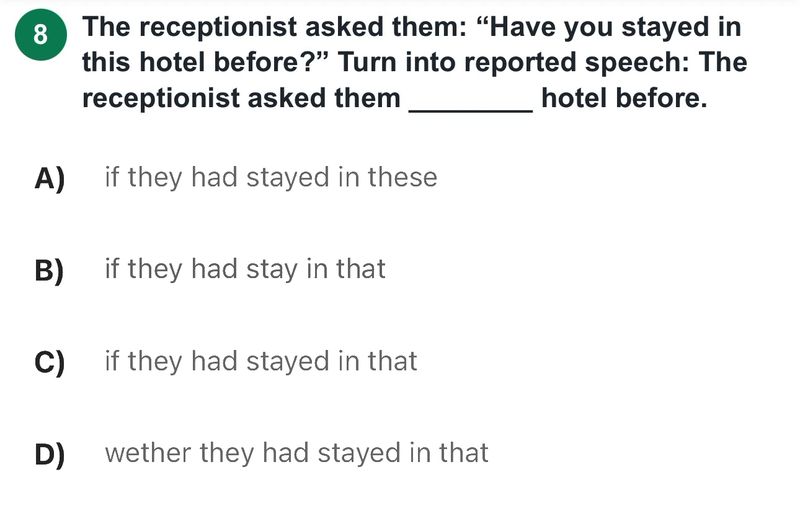 8
The receptionist asked them: “Have you stayed in
this hotel before?” Turn into reported speech: The
receptionist asked them ________ hotel before.
A) if they had stayed in these
B) if they had stay in that
C) if they had stayed in that
D) wether they had stayed in that